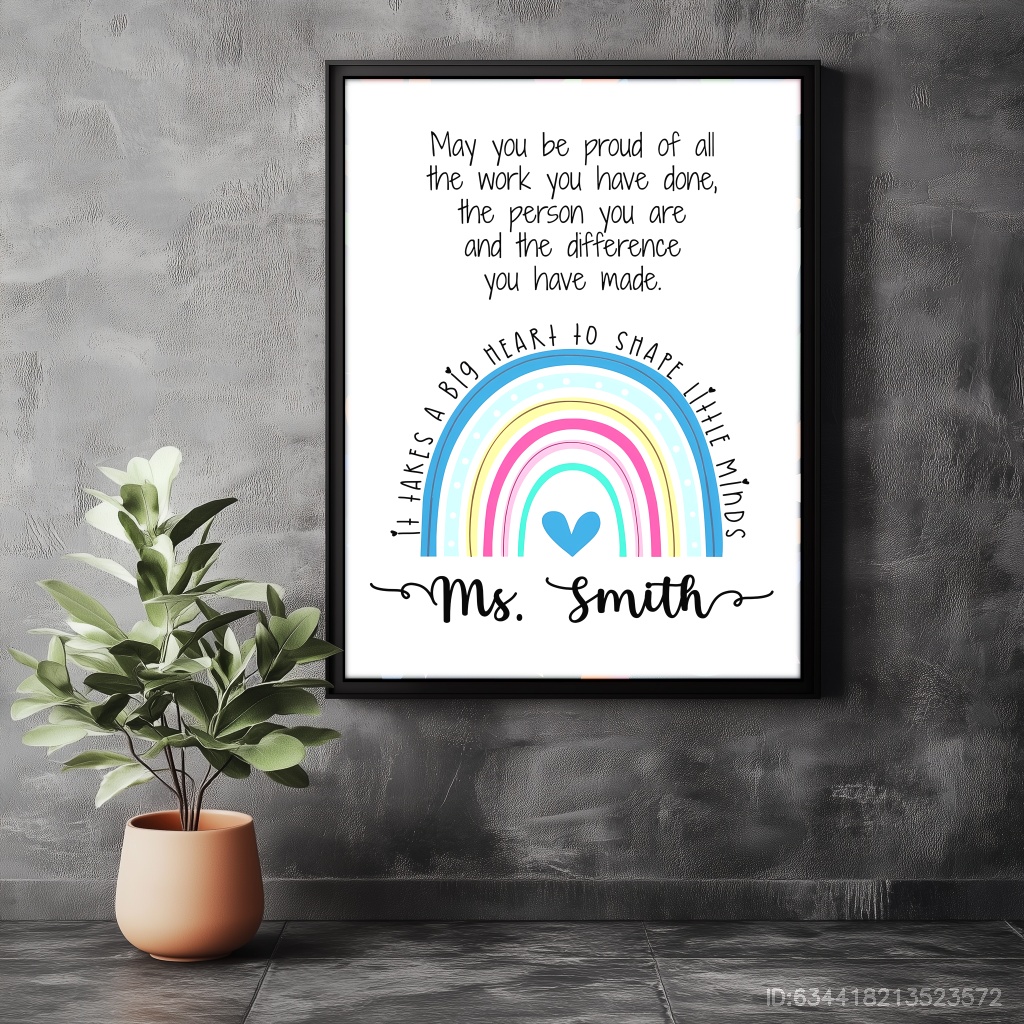 May you be proud of all
the work you have done,
the person you are
and the difference
you have made.
IT TAKES A BIG HEART TO SHAPE LITTLE MINDS
Ms. Smith
ID:634418213523572